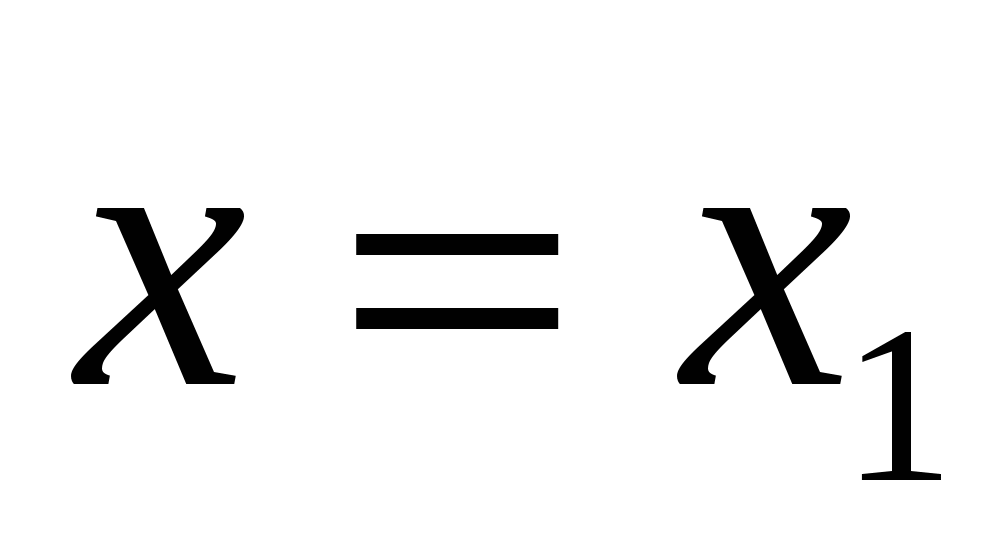 x = x₁